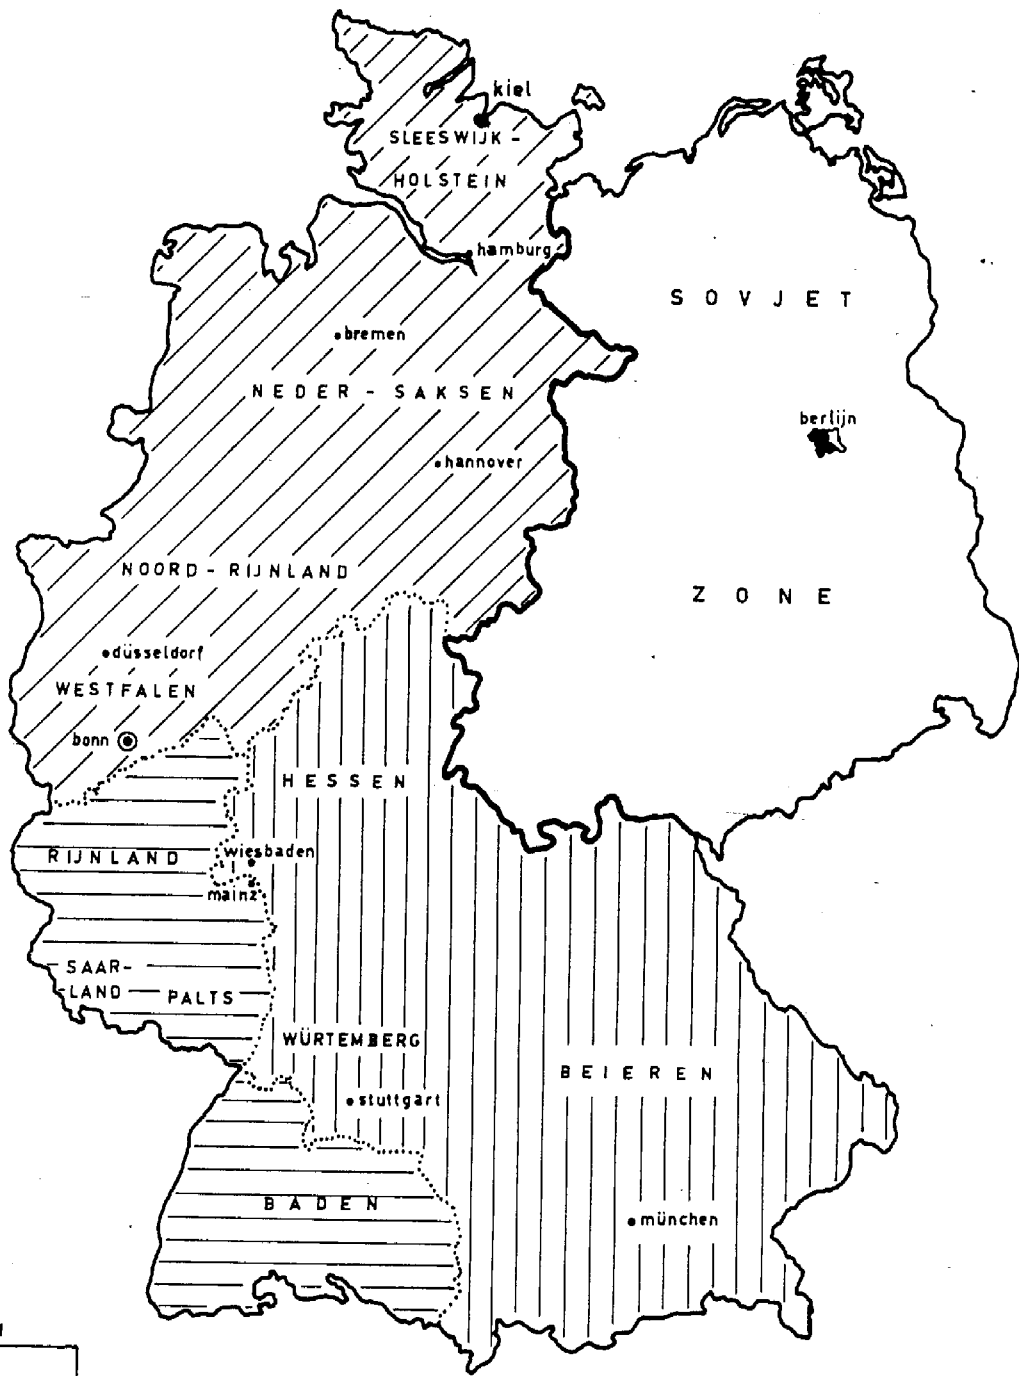 kiel
SLEESWIJK -
HOLSTEIN
hamburg
SOVJET
bremen
NEDER - SAKSEN
berlijn
hannover
NOORD - RIJNLAND
ZONE
düsseldorf
WESTFALEN
bonn
HESSEN
RIJNLAND
wiesbaden
mainz
SAAR-
LAND
PALTS
WÜRTEMBERG
BEIEREN
stuttgart
BADEN
münchen